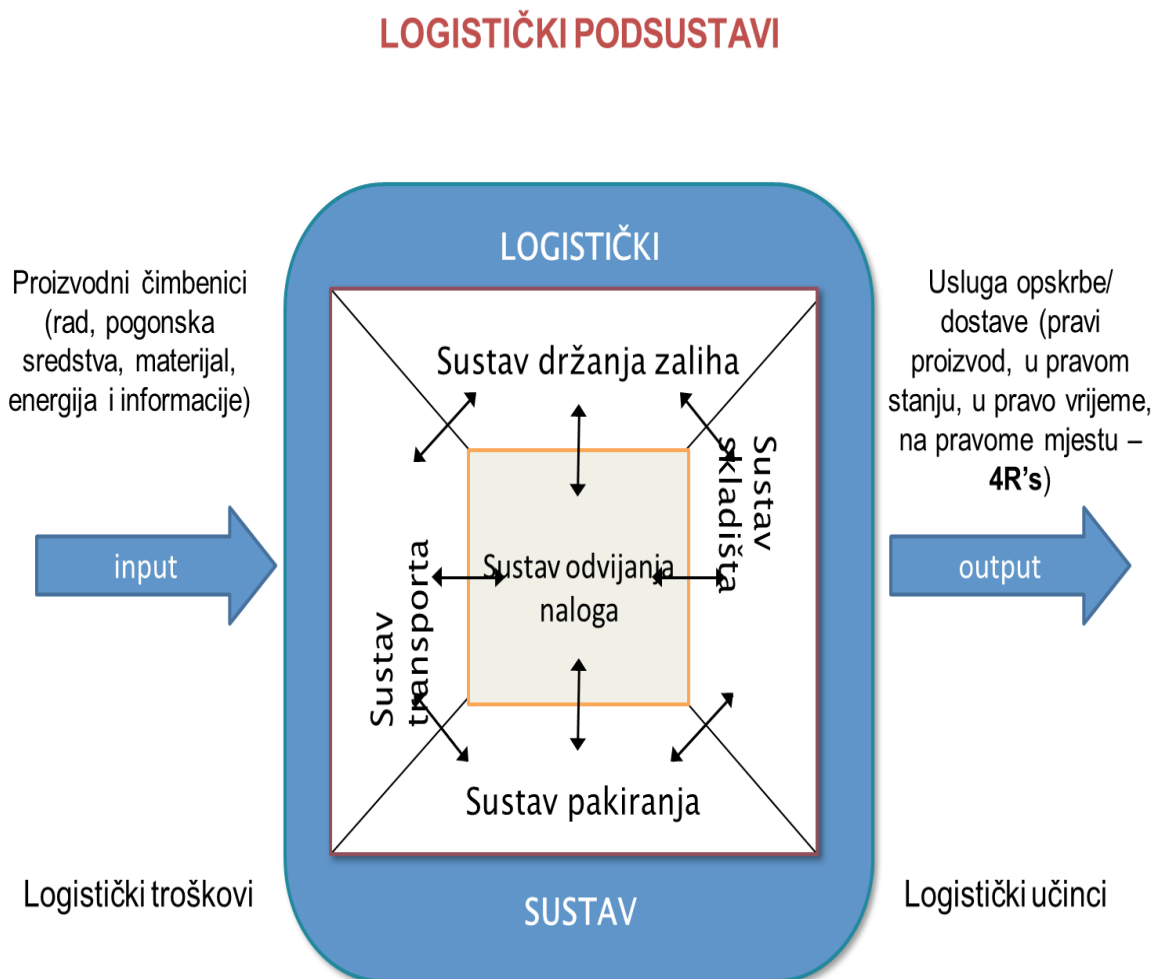 LOGISTIČKI PODSUSTAVI
LOGISTIČKI
Proizvodni čimbenici
(rad, pogonska
sredstva, materijal,
energija i informacije)
input
Logistički troškovi
Sustav držanja zaliha
Sustav
transporta
Sustav odvijanja
naloga
Sustav
skladišta
Sustav pakiranja
SUSTAV
Usluga opskrbe/
dostave (pravi
proizvod, u pravom
stanju, u pravo vrijeme,
na pravome mjestu –
4R’s)
output
Logistički učinci